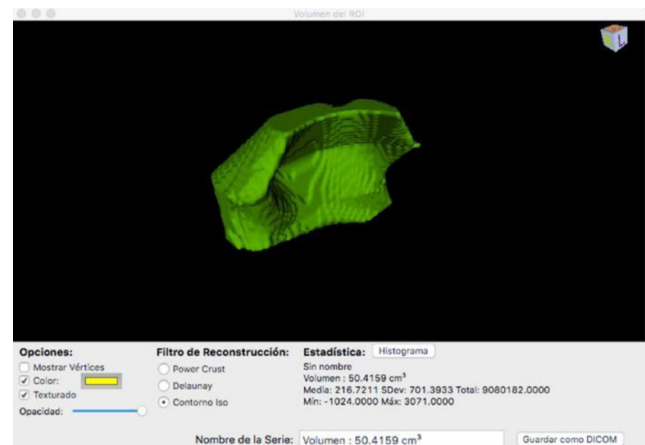 Volumen del ROI
L
Opciones:
Mostrar Vértices
Color:
Texturado
Opacidad:
Filtro de Reconstrucción:
Power Crust
Delaunay
Contorno Iso
Estadística:
Histograma
Sin nombre
Volumen : 50.4159 cm³
Media: 216.7211 SDev: 701.3933 Total: 9080182.0000
Mín: -1024.0000 Máx: 3071.0000
Nombre de la Serie:
Volumen : 50.4159 cm³
Guardar como DICOM